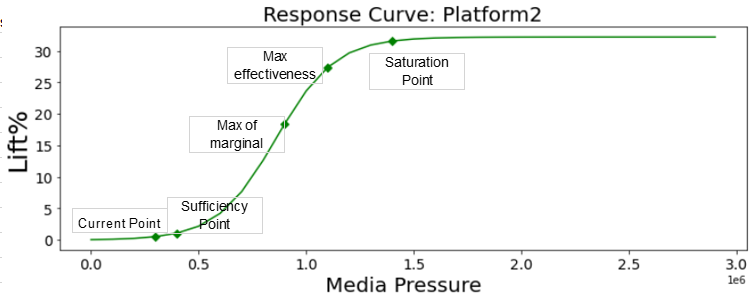 Response Curve: Platform2
Lift%
30
25
20
15
10
5
0
Max
effectiveness
Saturation
Point
Max of
marginal
Sufficiency
Point
Current Point
0.0
0.5
1.0
1.5
2.0
2.5
3.0
1e6
Media Pressure